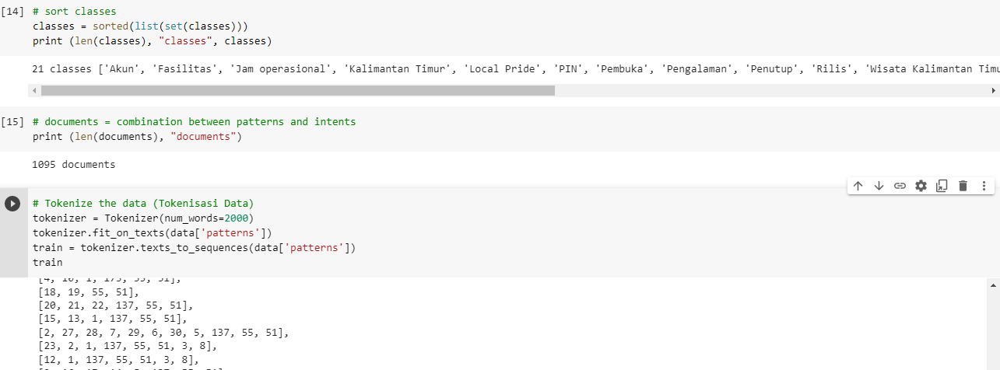 [14] # sort classes
classes = sorted(list(set(classes)))
print (len(classes), "classes", classes)
21 classes ['Akun', 'Fasilitas', 'Jam operasional', 'Kalimantan Timur', 'Local Pride', 'PIN', 'Pembuka', 'Pengalaman', 'Penutup', 'Rilis', 'Wisata Kalimantan Timu
[15] # documents = combination between patterns and intents
print (len(documents), "documents")
1095 documents
# Tokenize the data (Tokenisasi Data)
tokenizer = Tokenizer(num_words=2000)
tokenizer.fit_on_texts(data['patterns'])
train = tokenizer.texts_to_sequences(data['patterns'])
train
[18, 19, 55, 51],
[20, 21, 22, 137, 55, 51],
[15, 13, 1, 137, 55, 51],
[2, 27, 28, 7, 29, 6, 30, 5, 137, 55, 51],
[23, 2, 1, 137, 55, 51, 3, 8],
[12, 1, 137, 55, 51, 3, 8],